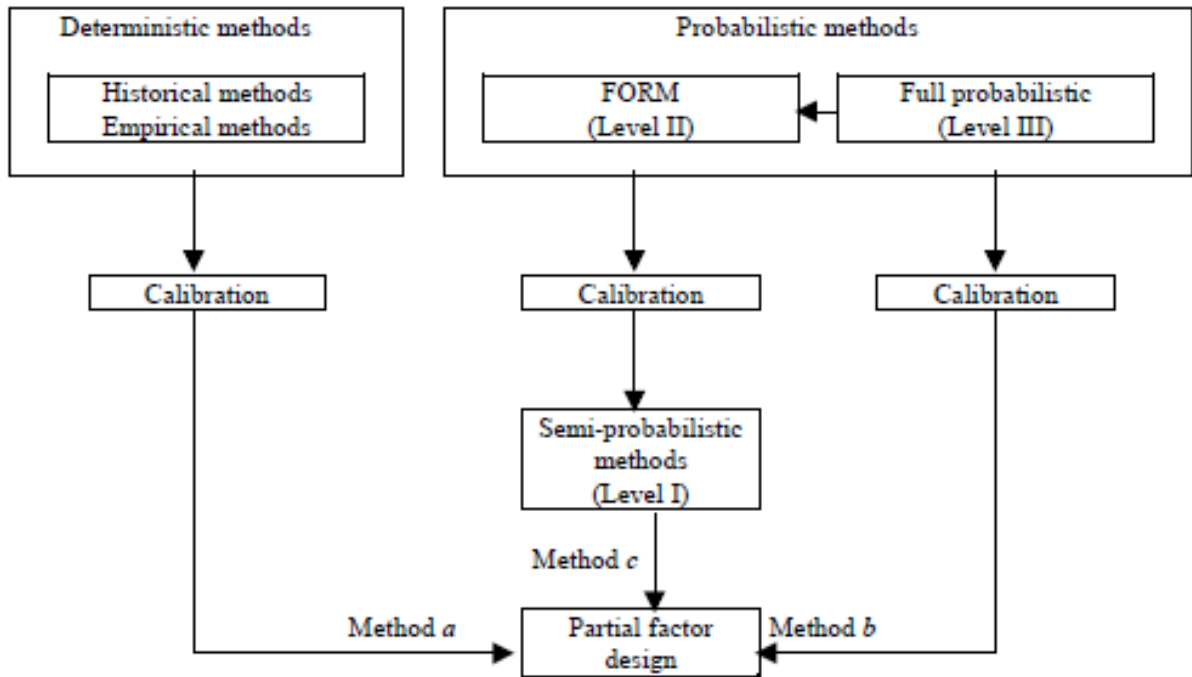 Deterministic methods
Historical methods
Empirical methods
Probabilistic methods
FORM
(Level II)
Full probabilistic
(Level III)
Calibration
Calibration
Calibration
Semi-probabilistic
methods
(Level I)
Method c
Method a
Partial factor
design
Method b